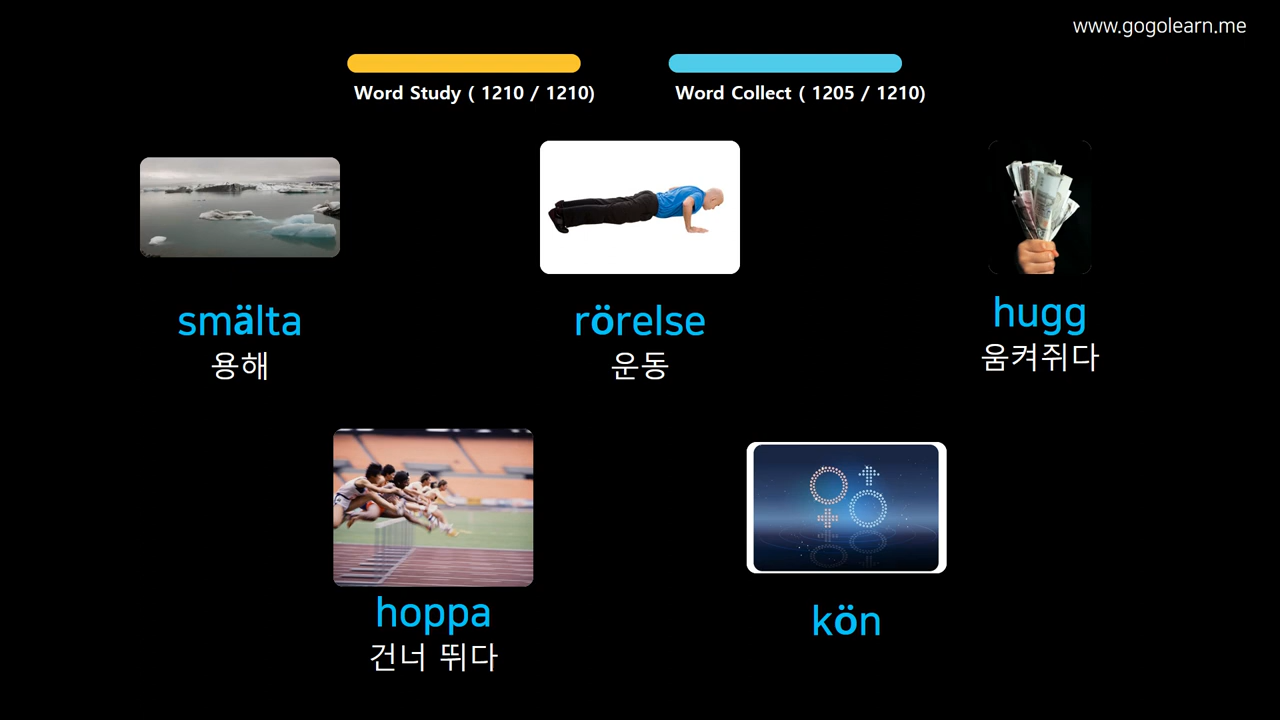 www.gogolearn.me
Word Study ( 1210 / 1210)
Word Collect ( 1205 / 1210)
smälta
용해
rörelse
운동
hugg
움켜쥐다
hoppa
건너 뛰다
kön